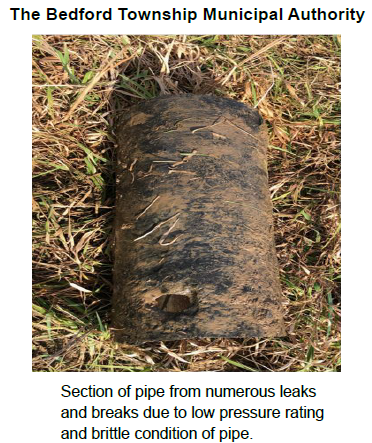 The Bedford Township Municipal Authority
Section of pipe from numerous leaks
and breaks due to low pressure rating
and brittle condition of pipe.